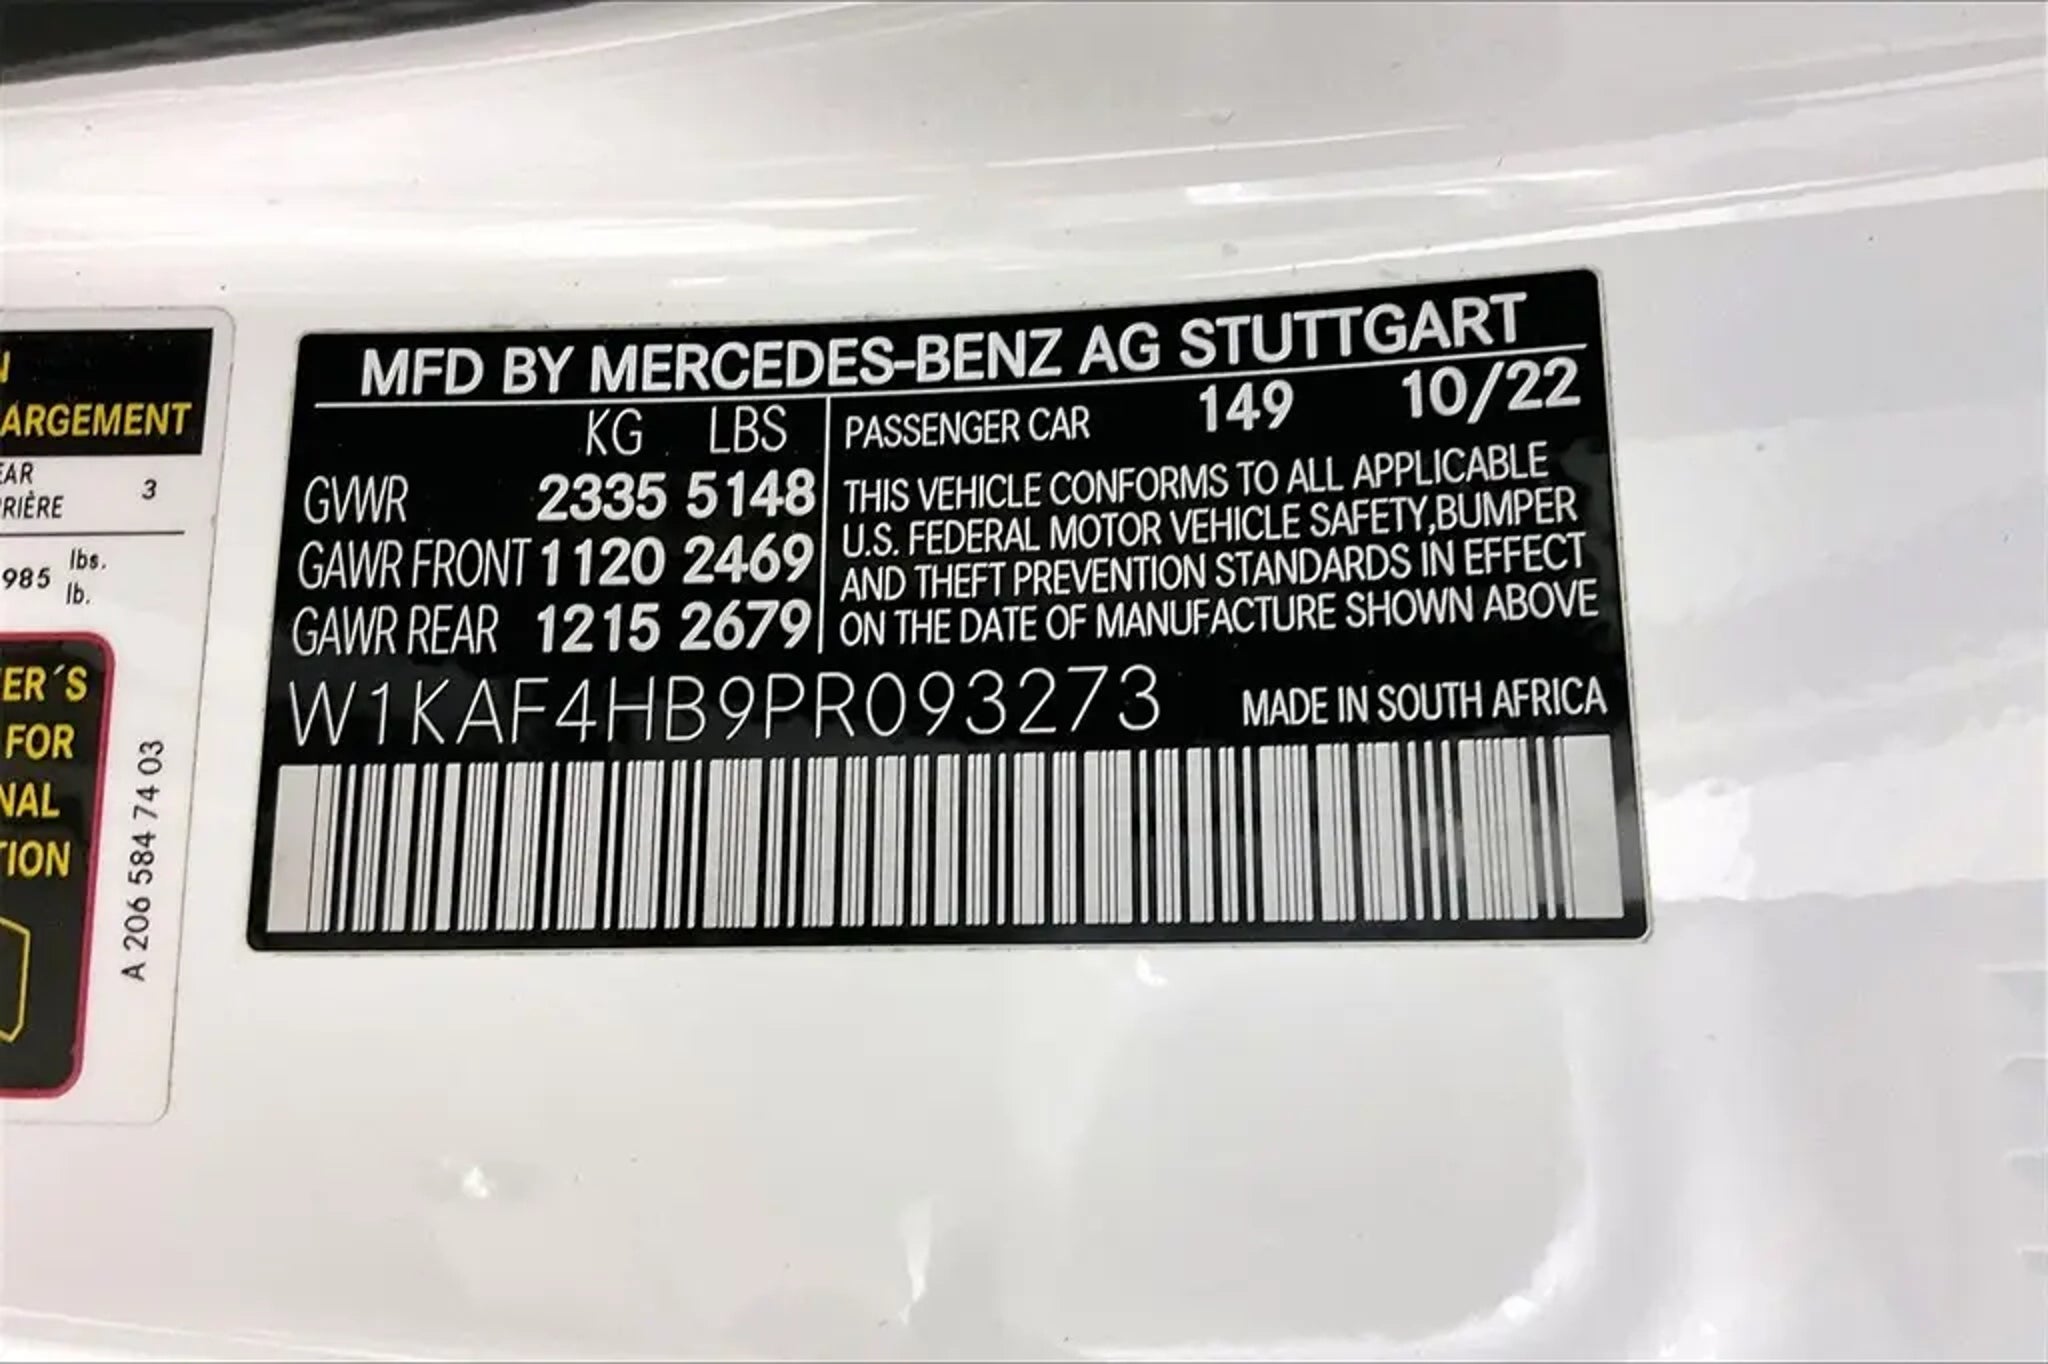 N
ARGEMENT
EAR
RIÈRE 3
985 lbs.
lb.
ER´S
FOR
NAL
TION
A 206 584 74 03
MFD BY MERCEDES-BENZ AG STUTTGART
KG LBS
GVWR 2335 5148
GAWR FRONT 1120 2469
GAWR REAR 1215 2679
PASSENGER CAR 149 10/22
THIS VEHICLE CONFORMS TO ALL APPLICABLE
U.S. FEDERAL MOTOR VEHICLE SAFETY,BUMPER
AND THEFT PREVENTION STANDARDS IN EFFECT
ON THE DATE OF MANUFACTURE SHOWN ABOVE
W1KAF4HB9PR093273 MADE IN SOUTH AFRICA